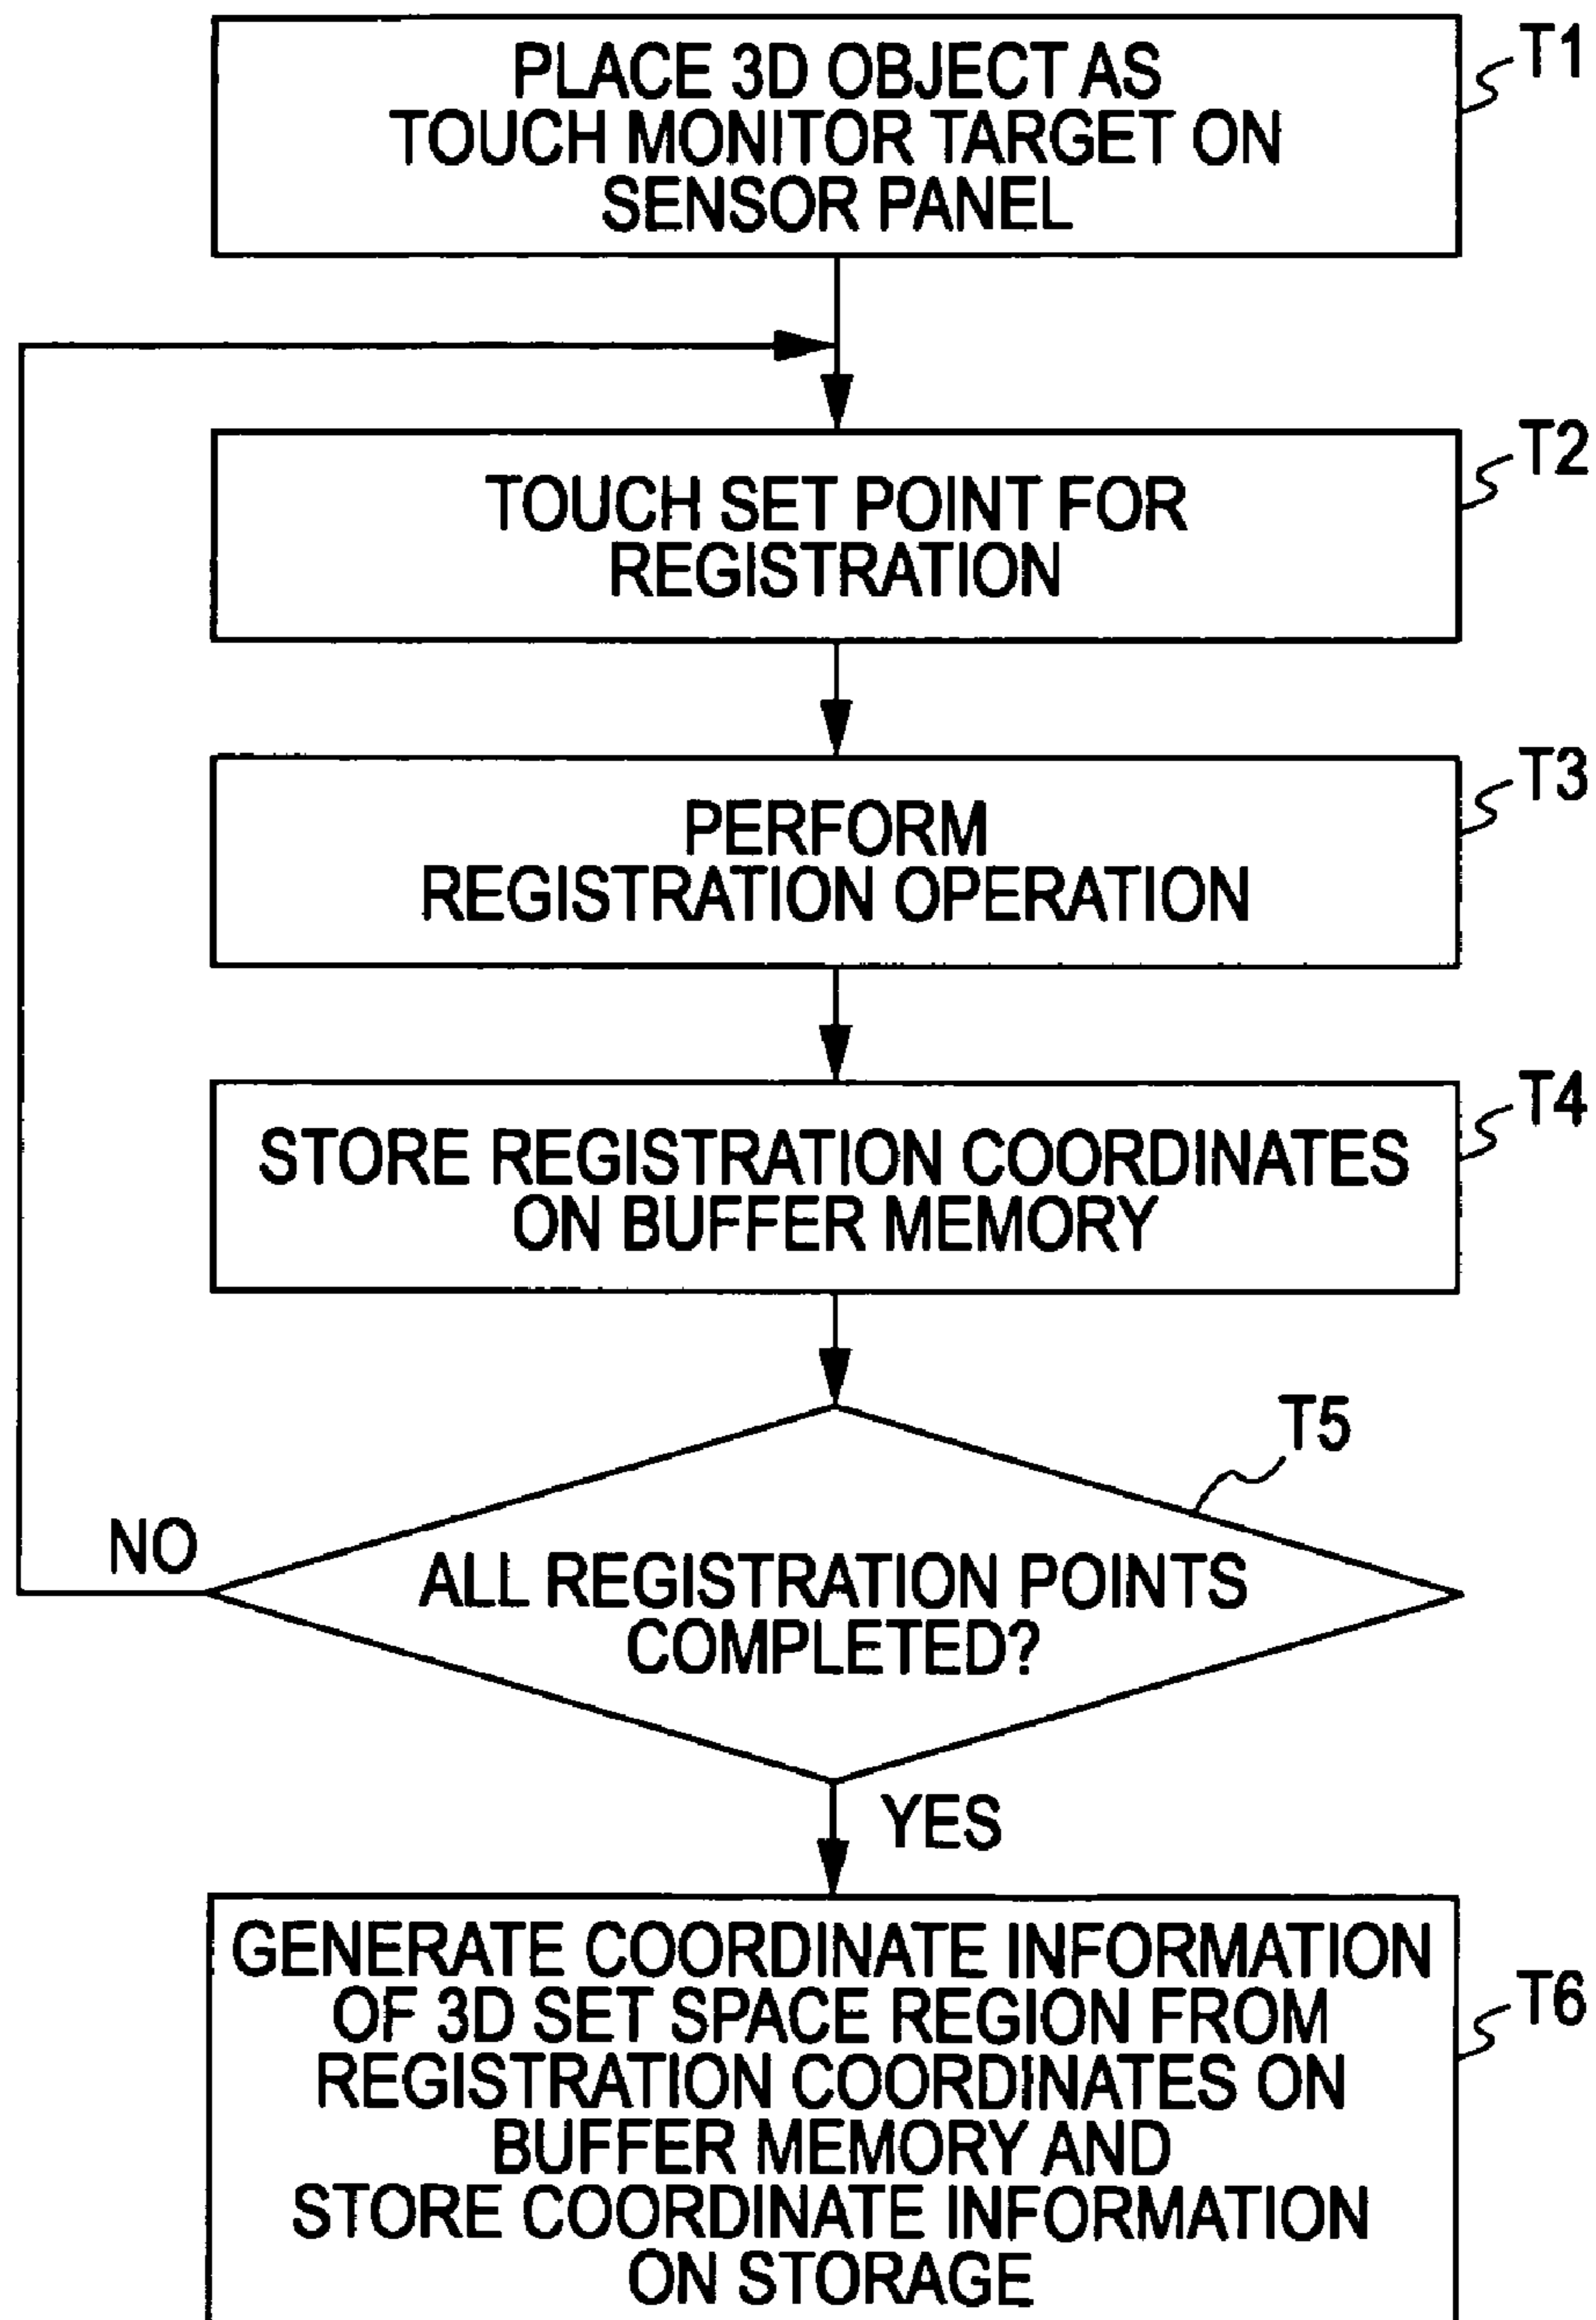 PLACE 3D OBJECT AS
TOUCH MONITOR TARGET ON
SENSOR PANEL
T1
TOUCH SET POINT FOR
REGISTRATION
T2
PERFORM
REGISTRATION OPERATION
T3
STORE REGISTRATION COORDINATES
ON BUFFER MEMORY
T4
T5
NO
ALL REGISTRATION POINTS
COMPLETED?
YES
GENERATE COORDINATE INFORMATION
OF 3D SET SPACE REGION FROM
REGISTRATION COORDINATES ON
BUFFER MEMORY AND
STORE COORDINATE INFORMATION
ON STORAGE
T6